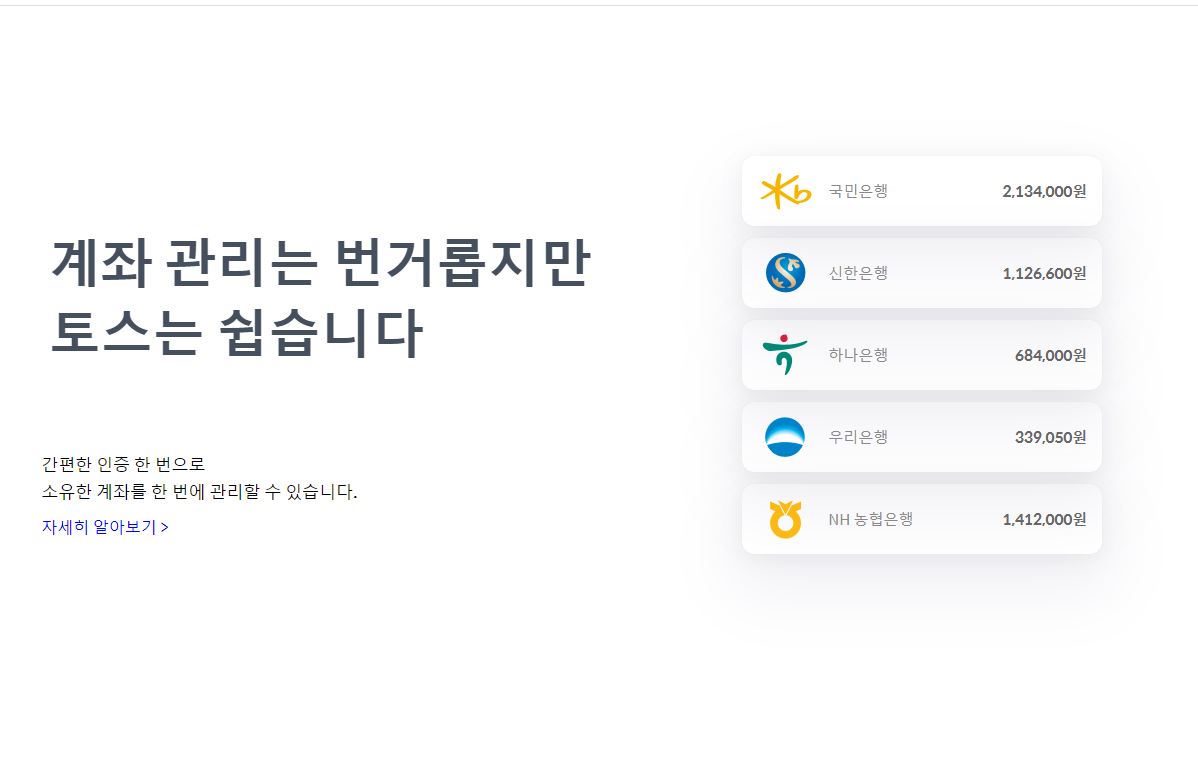 계좌 관리는 번거롭지만
토스는 쉽습니다
간편한 인증 한 번으로
소유한 계좌를 한 번에 관리할 수 있습니다.
자세히 알아보기 >
Kb 국민은행 2,134,000원
신한은행 1,126,600원
하나은행 684,000원
우리은행 339,050원
NH 농협은행 1,412,000원